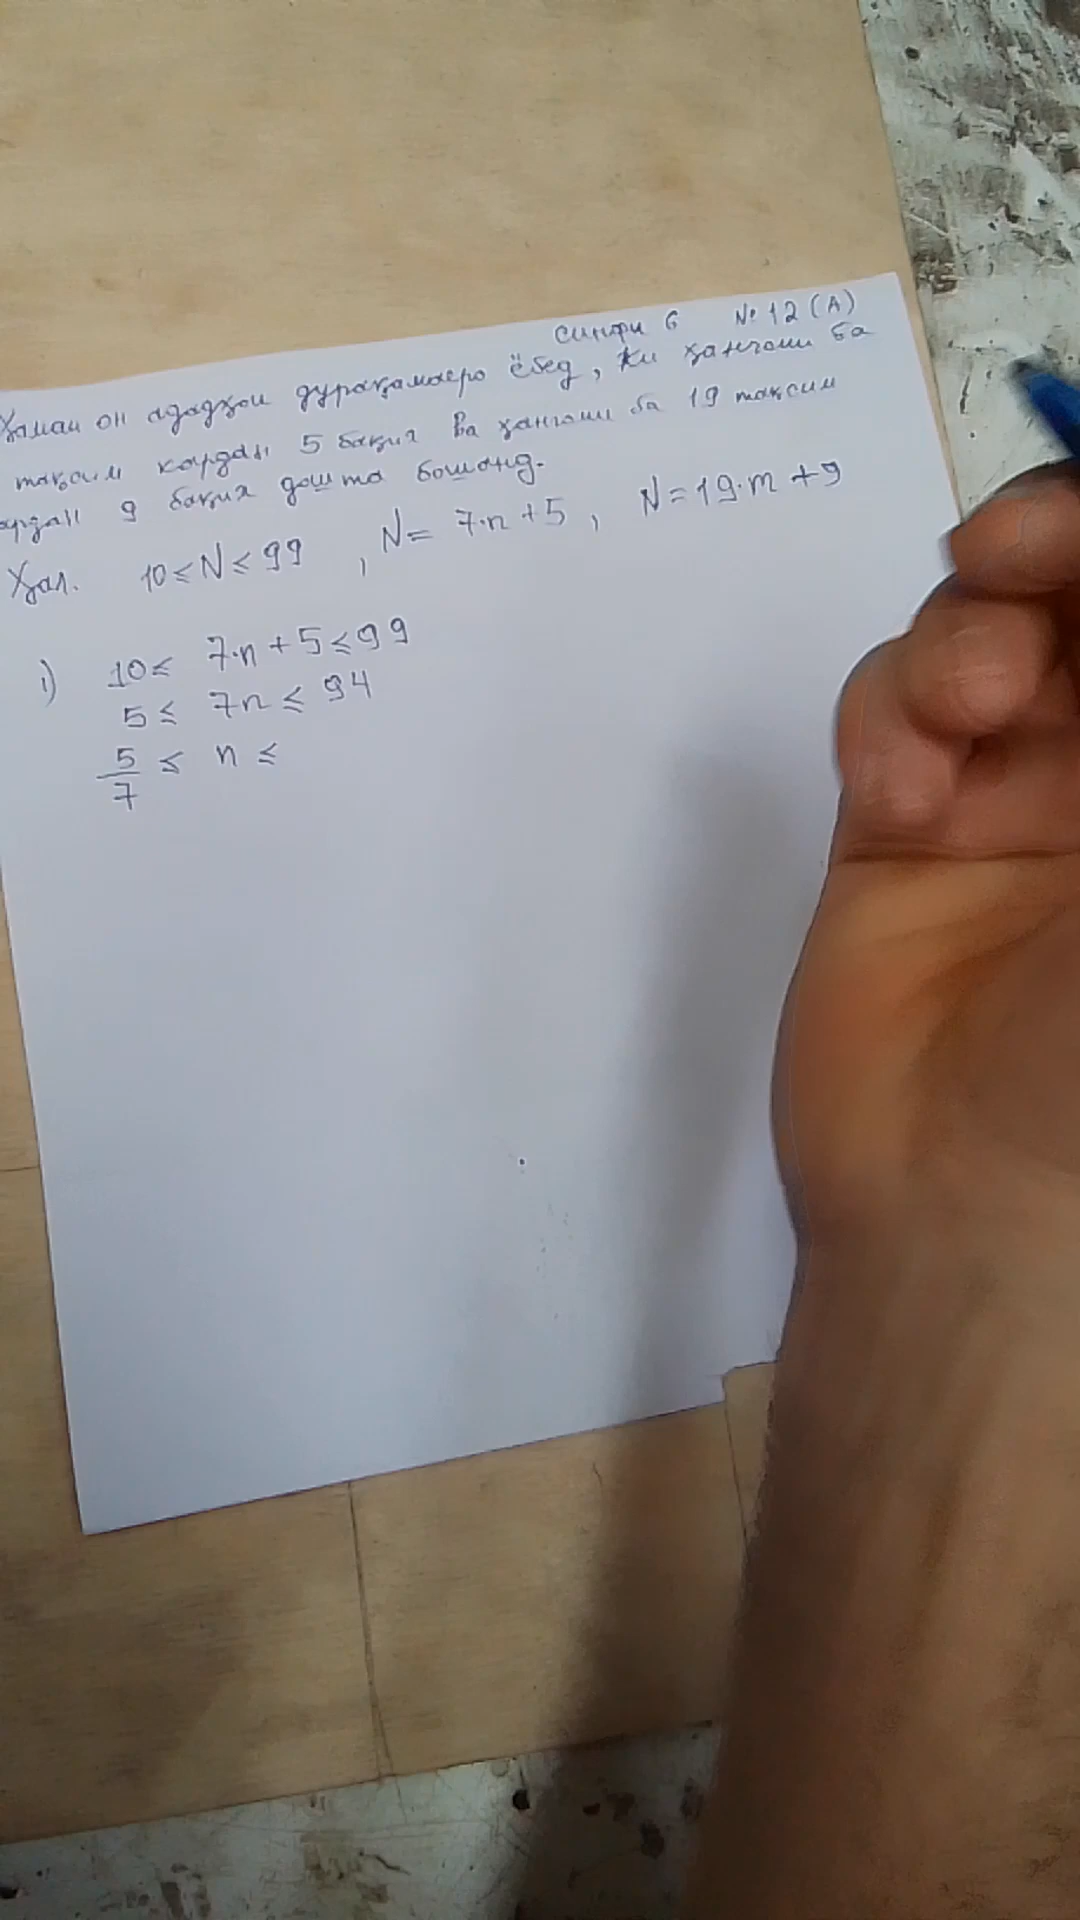 синфи 6 № 12 (А)
Ҳамаи он ададҳои дурақамаеро ёбед, ки ҳангоми ба
тақсим кардан 5 бақия ва ҳангоми ба 19 тақсим
кардан 9 бақия дошта бошанд.
Ҳал. 10 ≤ N ≤ 99 , N = 7·n + 5 , N = 19·m + 9
1) 10 ≤ 7·n + 5 ≤ 99
5 ≤ 7n ≤ 94
5/7 ≤ n ≤